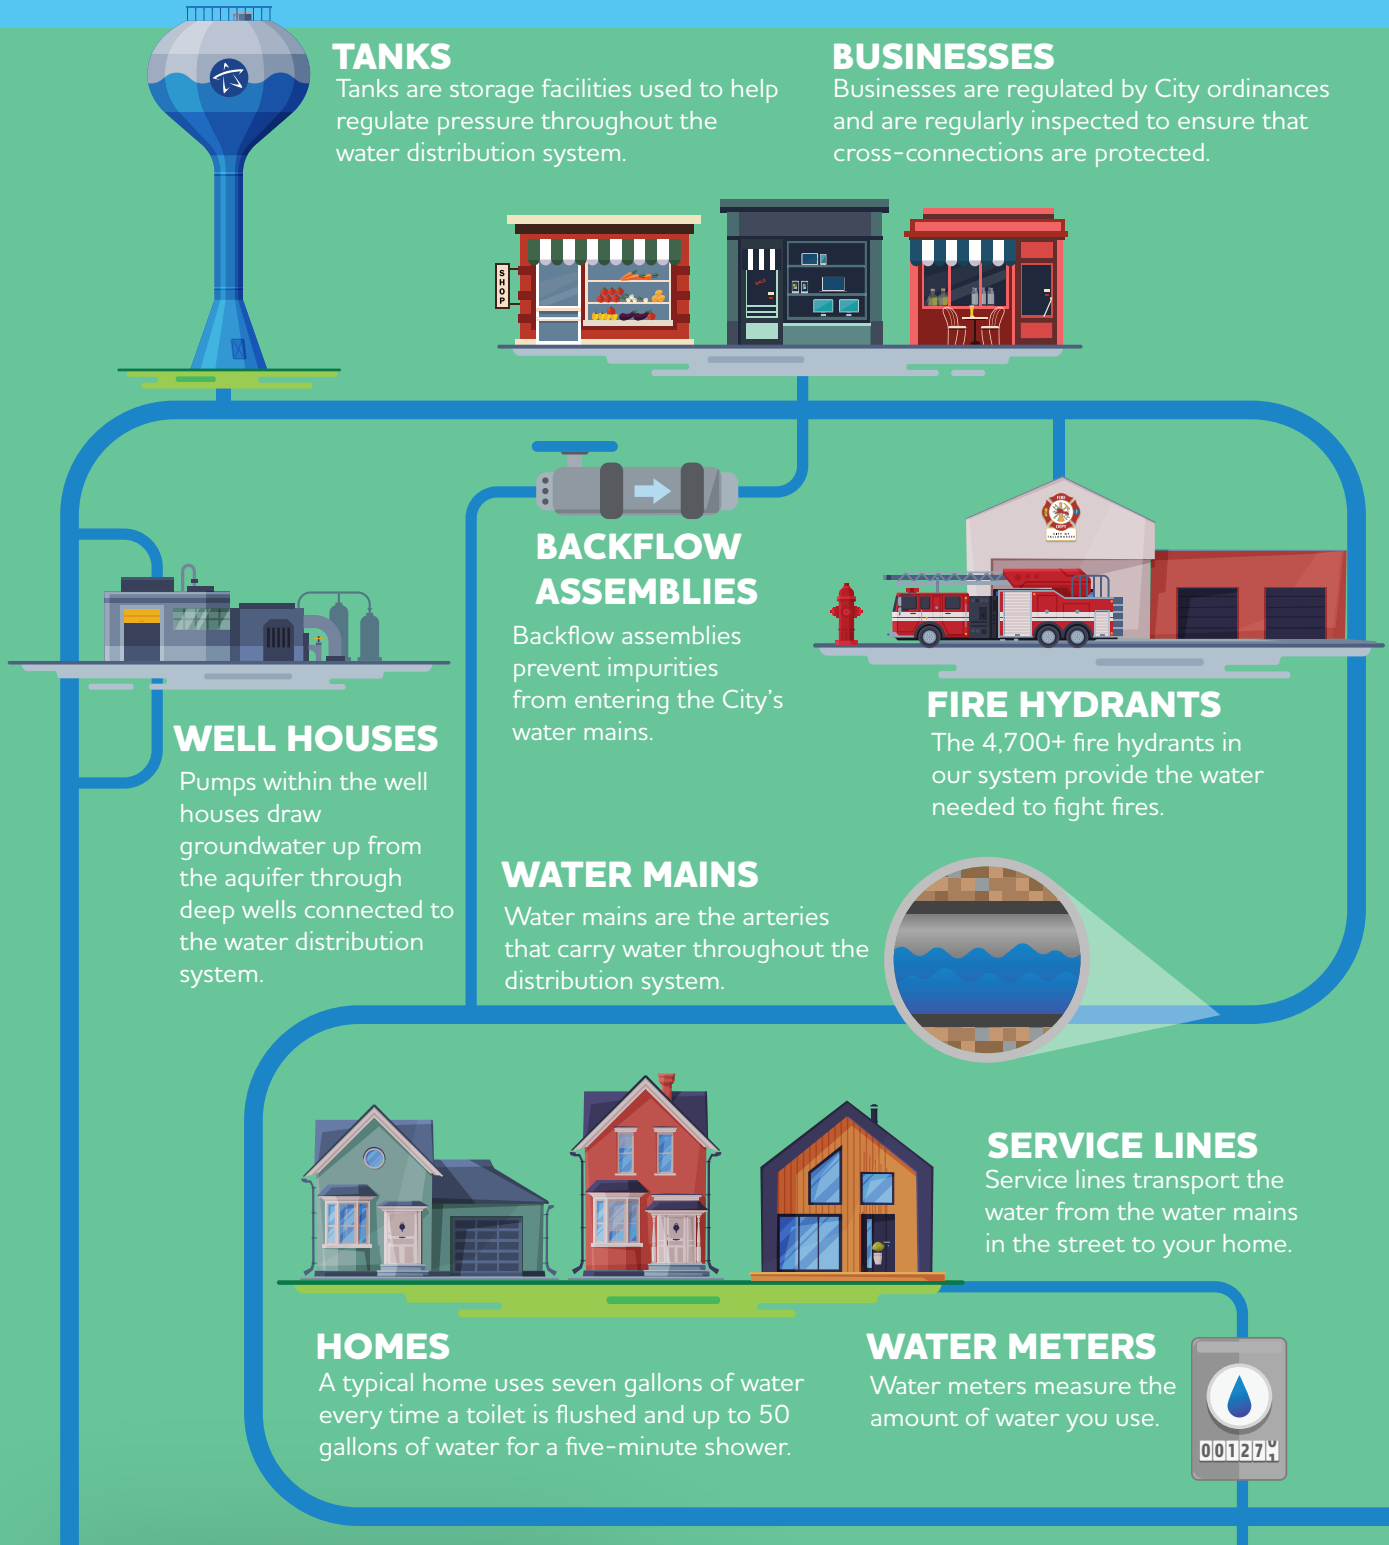 TANKS
Tanks are storage facilities used to help
regulate pressure throughout the
water distribution system.
BUSINESSES
Businesses are regulated by City ordinances
and are regularly inspected to ensure that
cross-connections are protected.
SHOP
SALE
BACKFLOW
ASSEMBLIES
Backflow assemblies
prevent impurities
from entering the City's
water mains.
FIRE
DEPT
CITY OF
TALLAHASSEE
FIRE HYDRANTS
The 4,700+ fire hydrants in
our system provide the water
needed to fight fires.
WELL HOUSES
Pumps within the well
houses draw
groundwater up from
the aquifer through
deep wells connected to
the water distribution
system.
WATER MAINS
Water mains are the arteries
that carry water throughout the
distribution system.
SERVICE LINES
Service lines transport the
water from the water mains
in the street to your home.
HOMES
A typical home uses seven gallons of water
every time a toilet is flushed and up to 50
gallons of water for a five-minute shower.
WATER METERS
Water meters measure the
amount of water you use.
00127